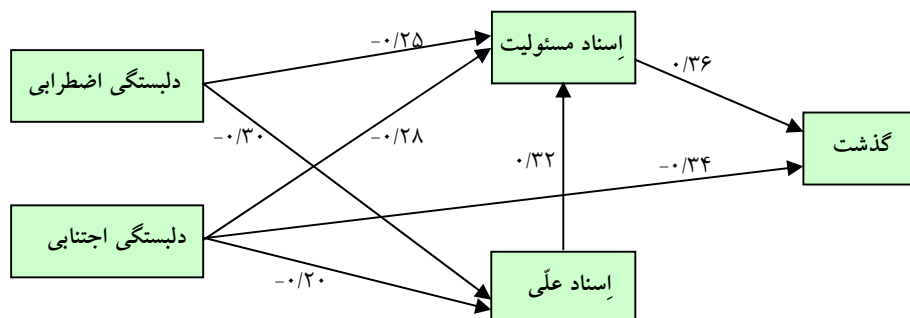 اِسناد مسئولیت
-۰/۲۵
دلبستگی اضطرابی
۰/۳۶
-۰/۳۰
-۰/۲۸
گذشت
۰/۳۲
-۰/۳۴
دلبستگی اجتنابی
-۰/۲۰
اِسناد علّی